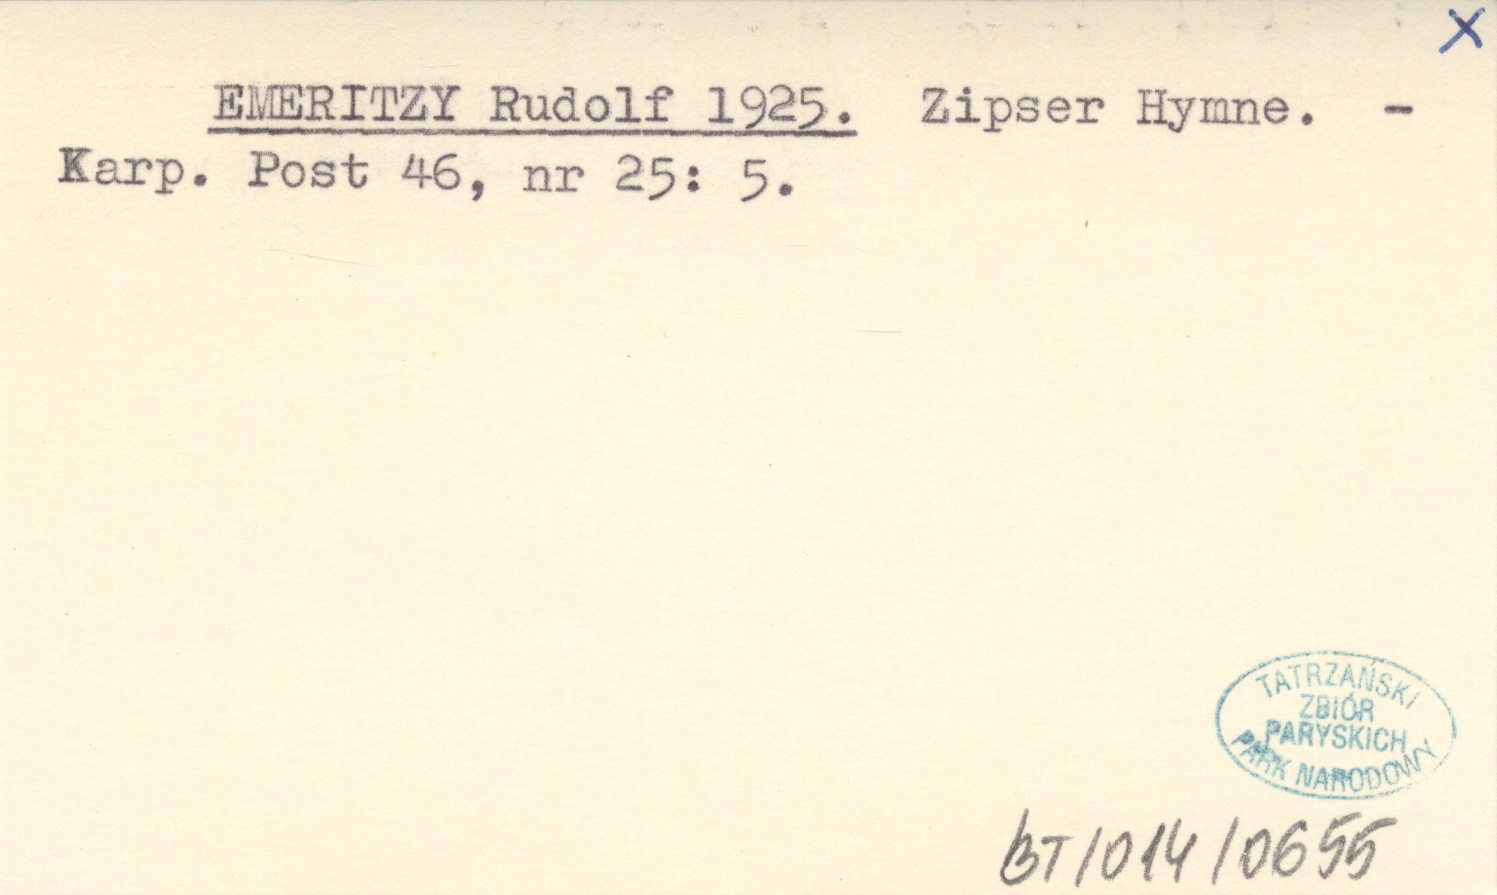 X
EMERITZY Rudolf 1925. Zipser Hymne. -
Karp. Post 46, nr 25: 5.
TATRZAŃSKI
ZBIÓR
PARYSKICH
PARK NARODOWY
BT/014/0655